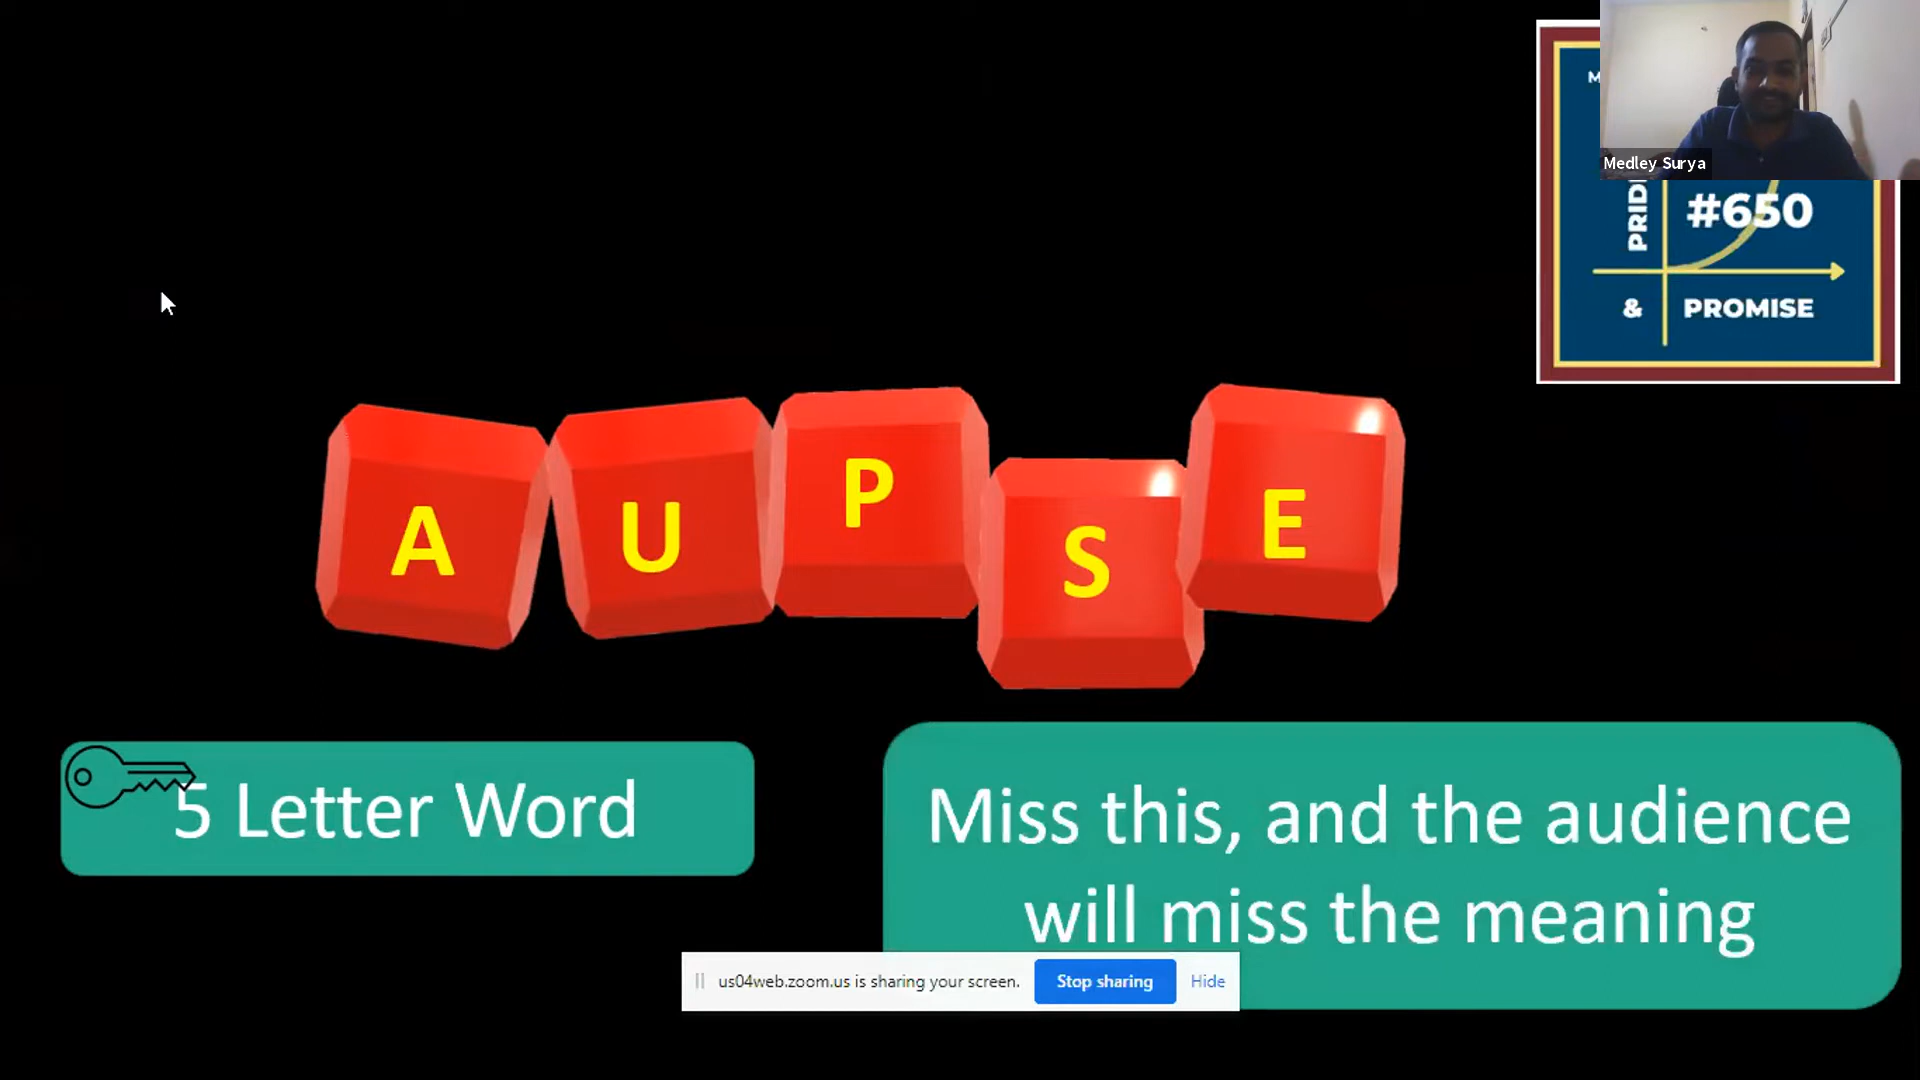 Medley Surya
PRID
#650
& PROMISE
A U P S E
5 Letter Word
Miss this, and the audience
will miss the meaning
us04web.zoom.us is sharing your screen.
Stop sharing
Hide